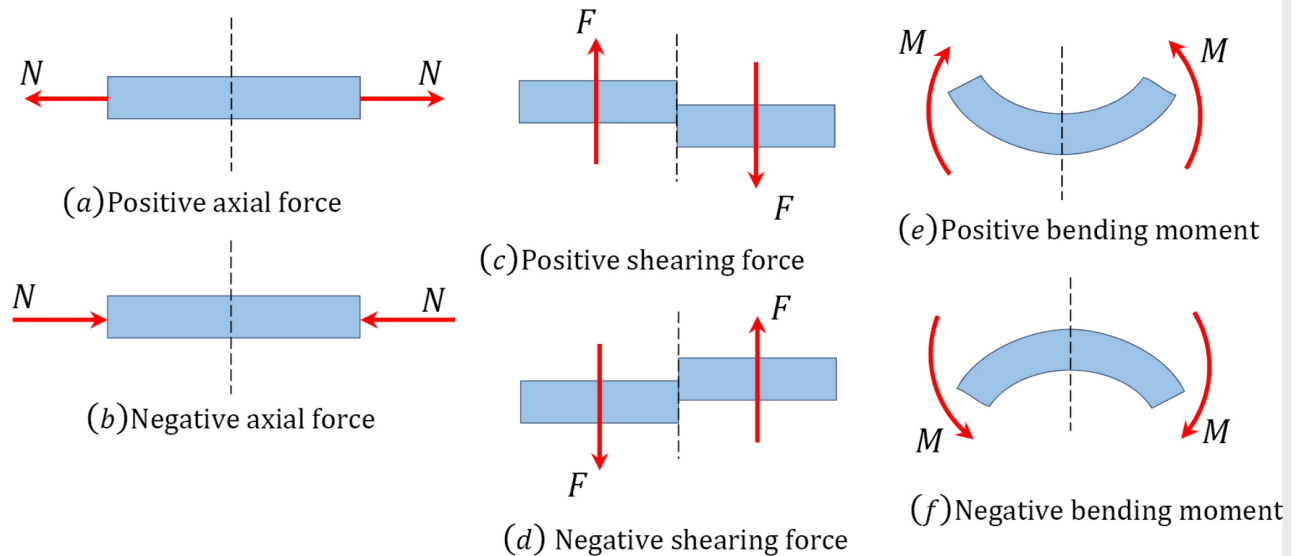 N N
(a)Positive axial force
N N
(b)Negative axial force
F
F
(c)Positive shearing force
F
F
(d) Negative shearing force
M M
(e)Positive bending moment
M M
(f)Negative bending moment